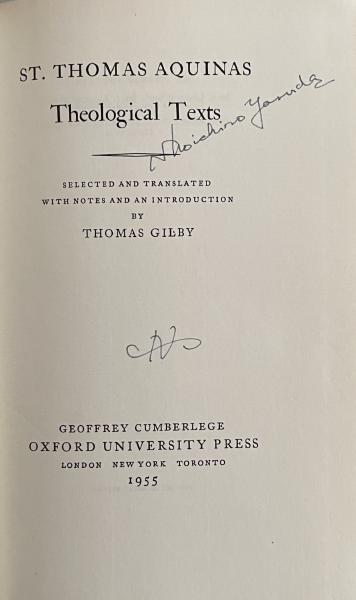 ST. THOMAS AQUINAS
Theological Texts
SELECTED AND TRANSLATED
WITH NOTES AND AN INTRODUCTION
BY
THOMAS GILBY
GEOFFREY CUMBERLEGE
OXFORD UNIVERSITY PRESS
LONDON NEW YORK TORONTO
1955